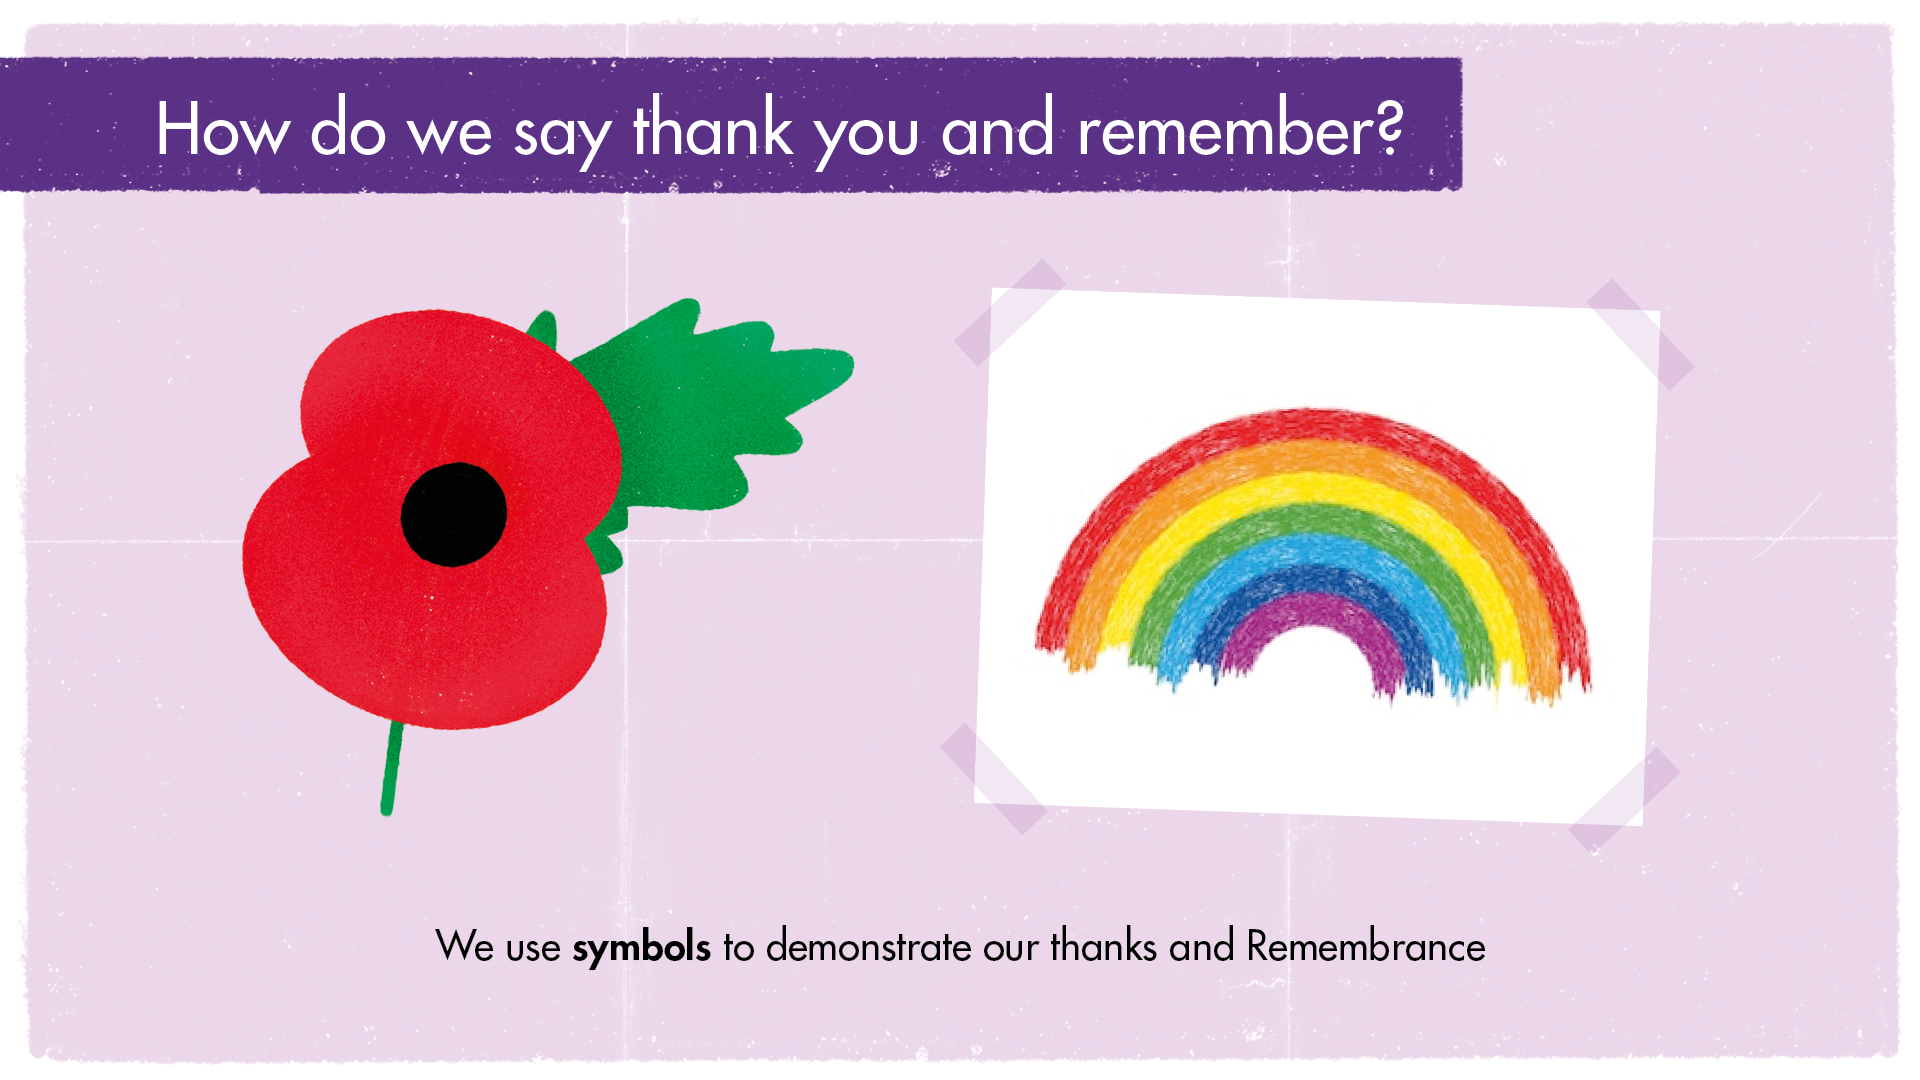 How do we say thank you and remember?
We use symbols to demonstrate our thanks and Remembrance